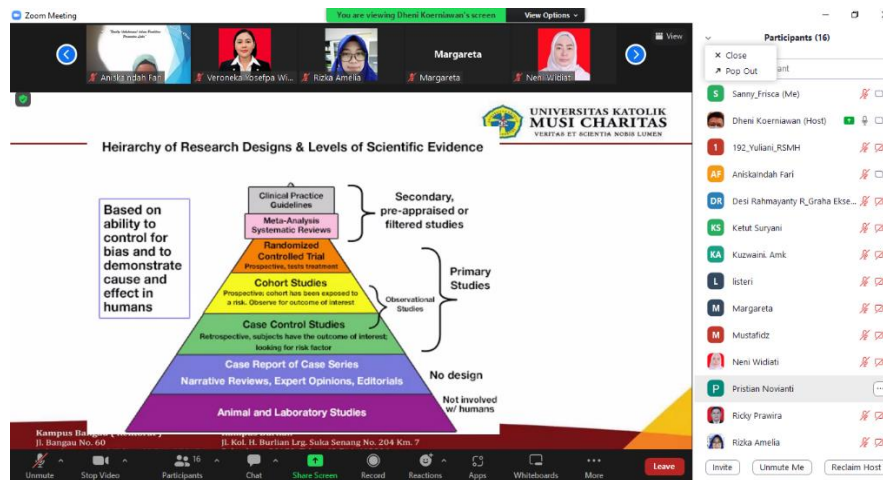 Zoom Meeting
You are viewing Dheni Koerniawan's screen
View Options
View
Aniskaindah Fari
Veroneka Yosefpa Wi...
Rizka Amelia
Margareta
Margareta
Neni Widiati
UNIVERSITAS KATOLIK
MUSI CHARITAS
VERITAS ET SCIENTIA NOBIS LUMEN
Heirarchy of Research Designs & Levels of Scientific Evidence
Based on
ability to
control for
bias and to
demonstrate
cause and
effect in
humans
Clinical Practice
Guidelines
Meta-Analysis
Systematic Reviews
Secondary,
pre-appraised or
filtered studies
Randomized
Controlled Trial
Prospective, tests treatment
Cohort Studies
Prospective: cohort has been exposed to
a risk. Observe for outcome of interest
Case Control Studies
Retrospective, subjects have the outcome of interest;
looking for risk factor
Observational
Studies
Primary
Studies
Case Report of Case Series
Narrative Reviews, Expert Opinions, Editorials
No design
Animal and Laboratory Studies
Not involved
w/ humans
Kampus
Jl. Bangau No. 60
Jl. Kol. H. Burlian Lrg. Suka Senang No. 204 Km. 7
Unmute
Stop Video
16
Participants
Chat
Share Screen
Record
Reactions
Apps
Whiteboards
More
Leave
Participants (16)
Close
Pop Out
S Sanny_Frisca (Me)
Dheni Koerniawan (Host)
1 192_Yuliani_RSMH
AF Aniskaindah Fari
DR Desi Rahmayanty R_Graha Ekse...
KS Ketut Suryani
KA Kuzwaini. Amk
L listeri
M Margareta
M Mustafidz
Neni Widiati
P Pristian Novianti
Ricky Prawira
Rizka Amelia
Invite
Unmute Me
Reclaim Host